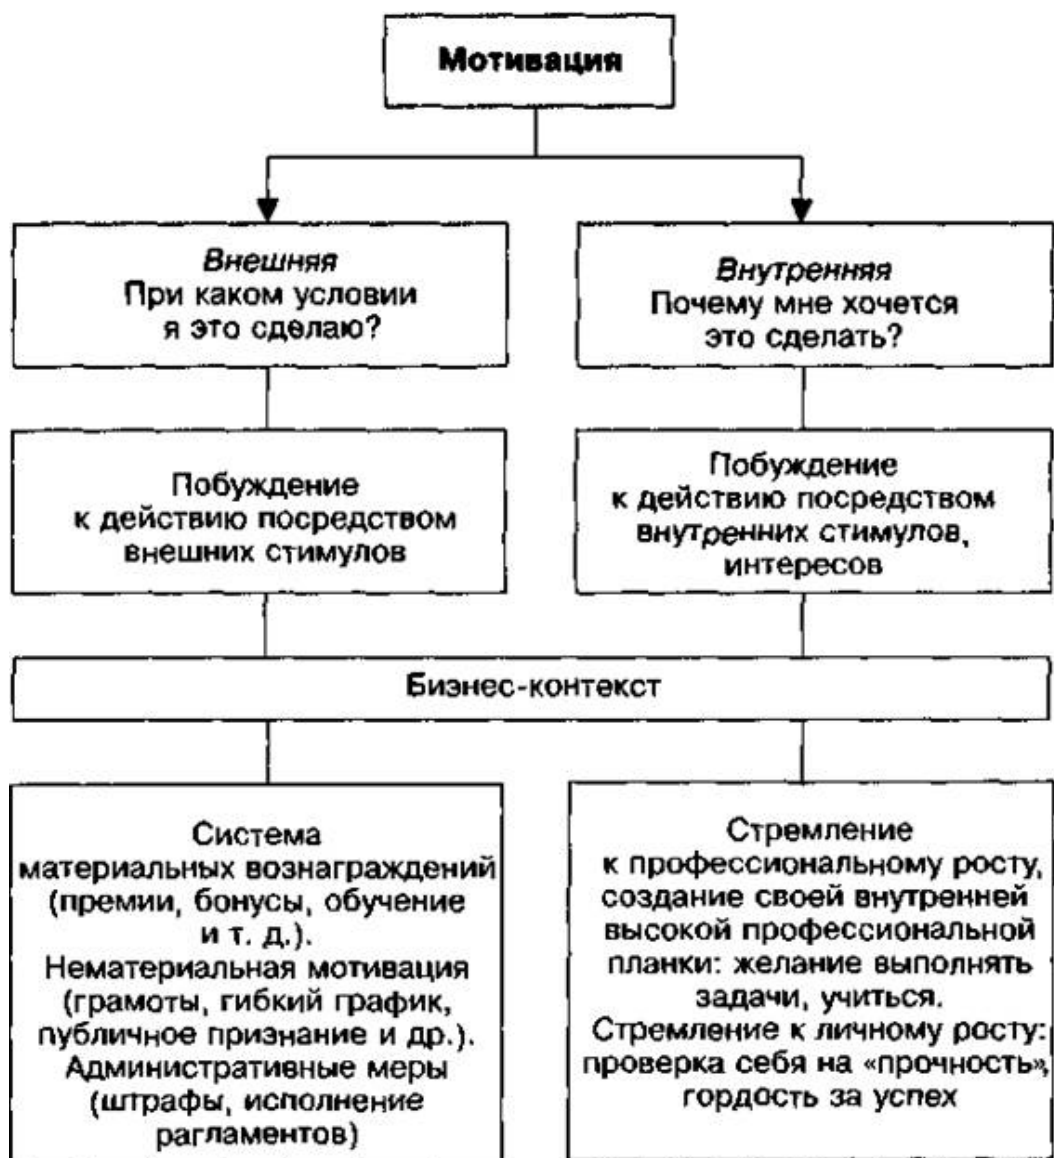 Мотивация
Внешняя
При каком условии
я это сделаю?
Внутренняя
Почему мне хочется
это сделать?
Побуждение
к действию посредством
внешних стимулов
Побуждение
к действию посредством
внутренних стимулов,
интересов
Бизнес-контекст
Система
материальных вознаграждений
(премии, бонусы, обучение
и т. д.).
Нематериальная мотивация
(грамоты, гибкий график,
публичное признание и др.).
Административные меры
(штрафы, исполнение
рагламентов)
Стремление
к профессиональному росту,
создание своей внутренней
высокой профессиональной
планки: желание выполнять
задачи, учиться.
Стремление к личному росту:
проверка себя на «прочность»,
гордость за успех